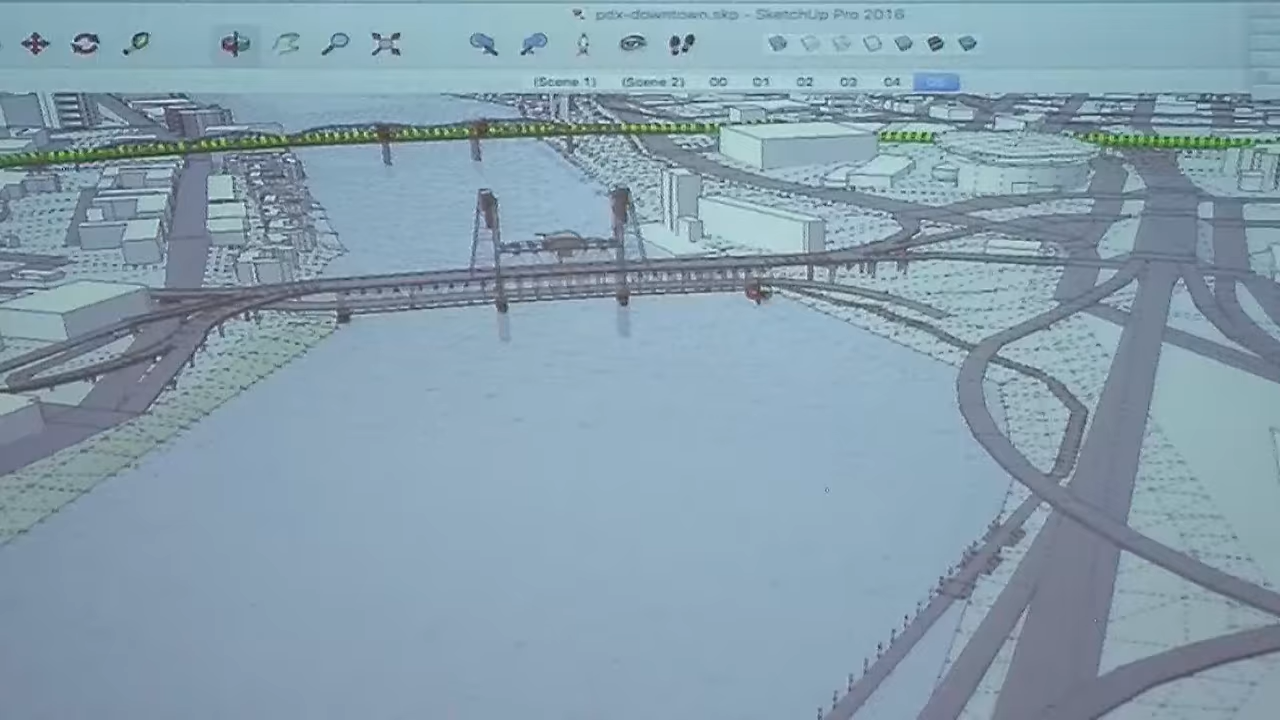 pdx-downtown.skp - SketchUp Pro 2016
(Scene 1) (Scene 2) 00 01 02 03 04